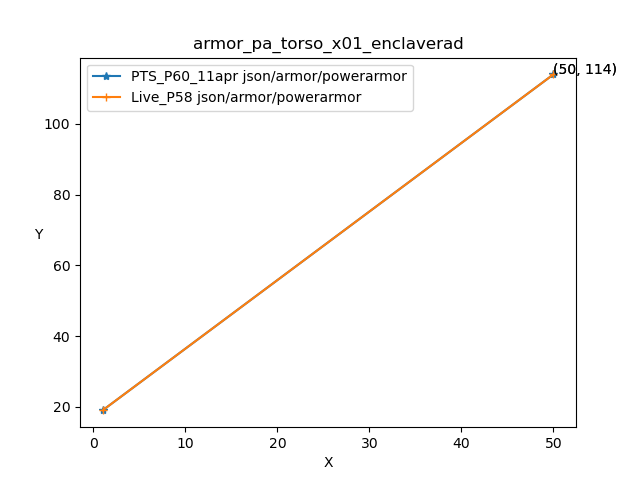 armor_pa_torso_x01_enclaverad
PTS_P60_11apr json/armor/powerarmor
Live_P58 json/armor/powerarmor
(50, 114)
100
80
60
40
20
Y
0 10 20 30 40 50
X